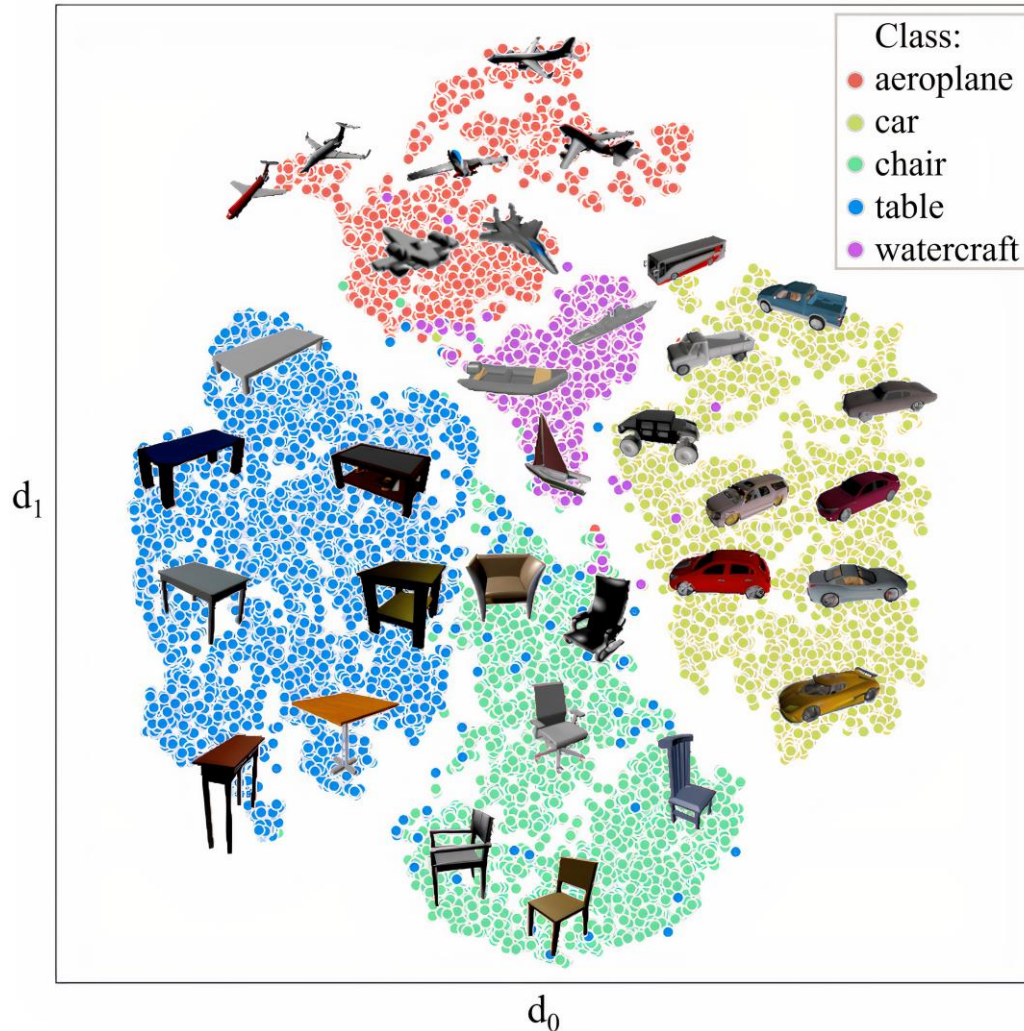 Class:
aeroplane
car
chair
table
watercraft
d₁
d₀